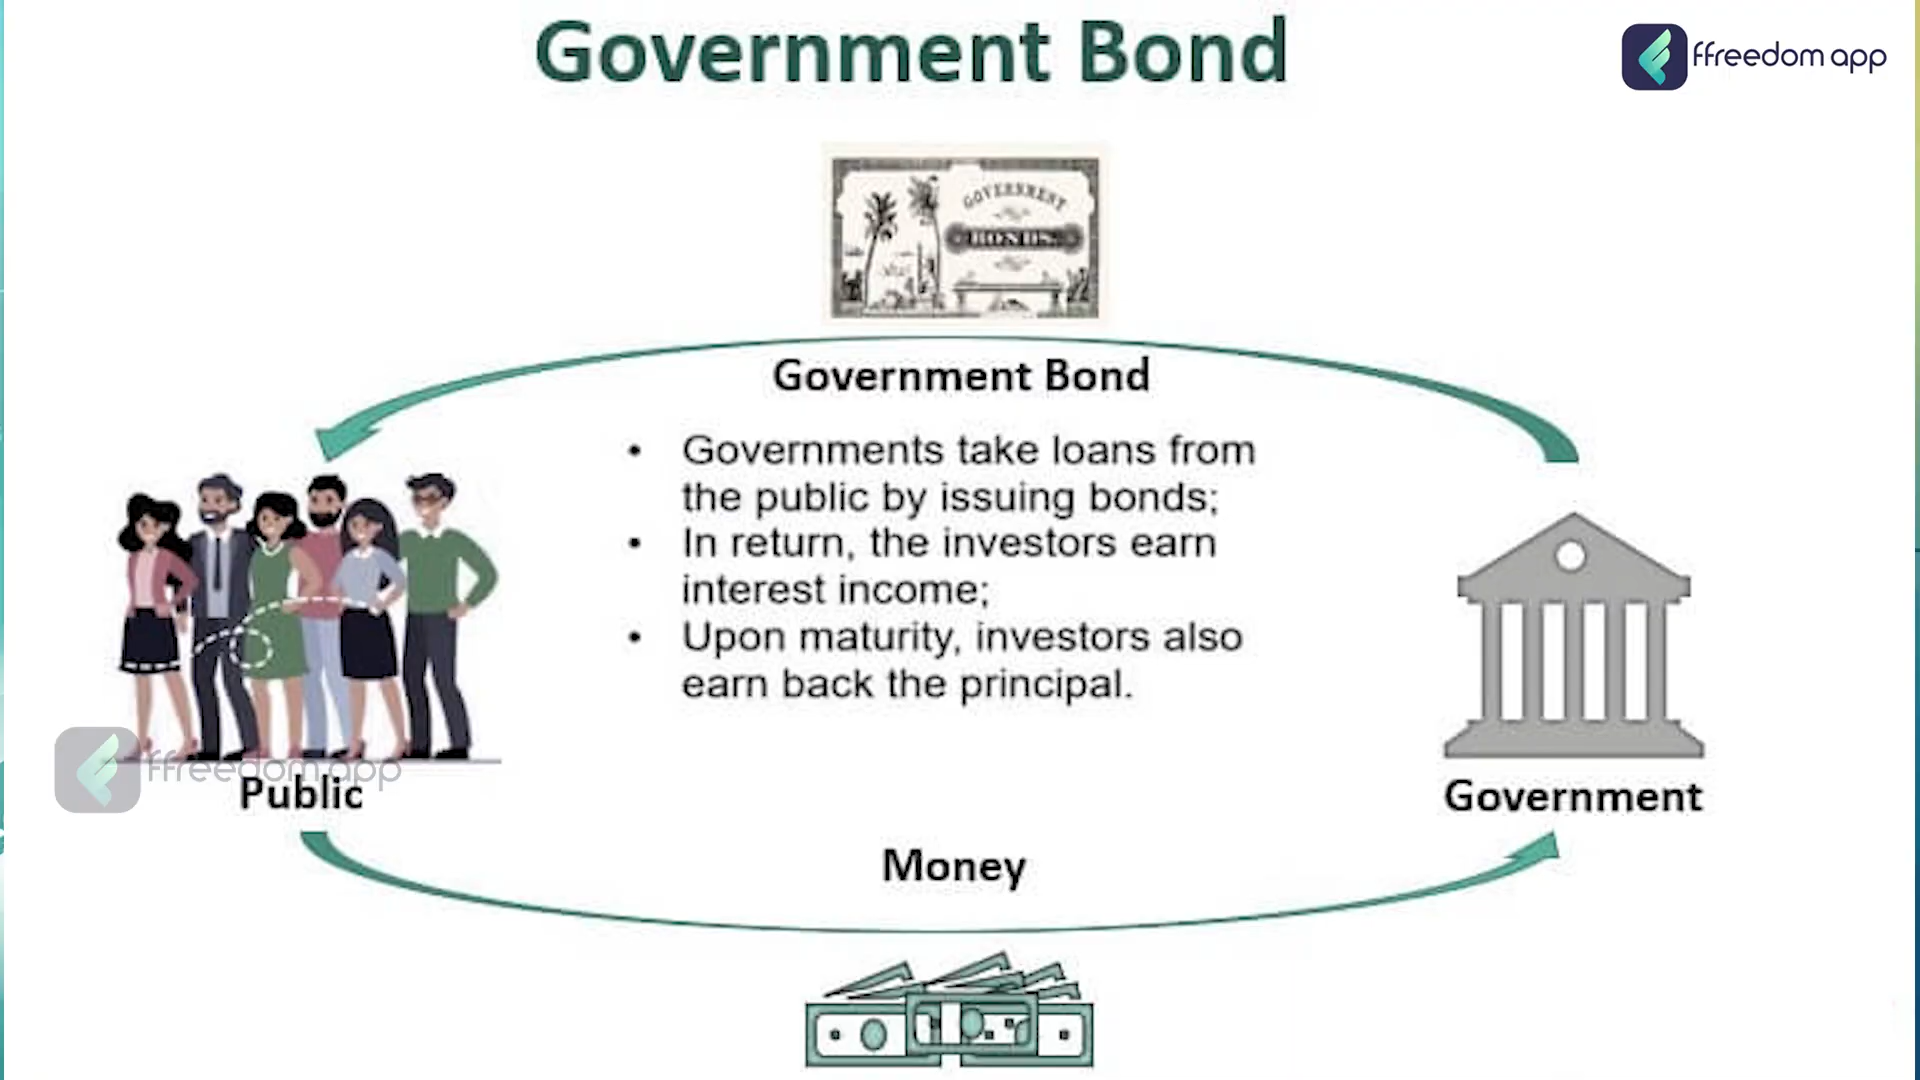 Government Bond
ffreedom app
GOVERNMENT
BONDS.
Government Bond
• Governments take loans from
the public by issuing bonds;
• In return, the investors earn
interest income;
• Upon maturity, investors also
earn back the principal.
ffreedom app
Public
Government
Money